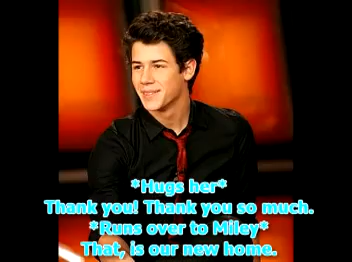 *Hugs her*
Thank you! Thank you so much.
*Runs over to Miley*
That, is our new home.